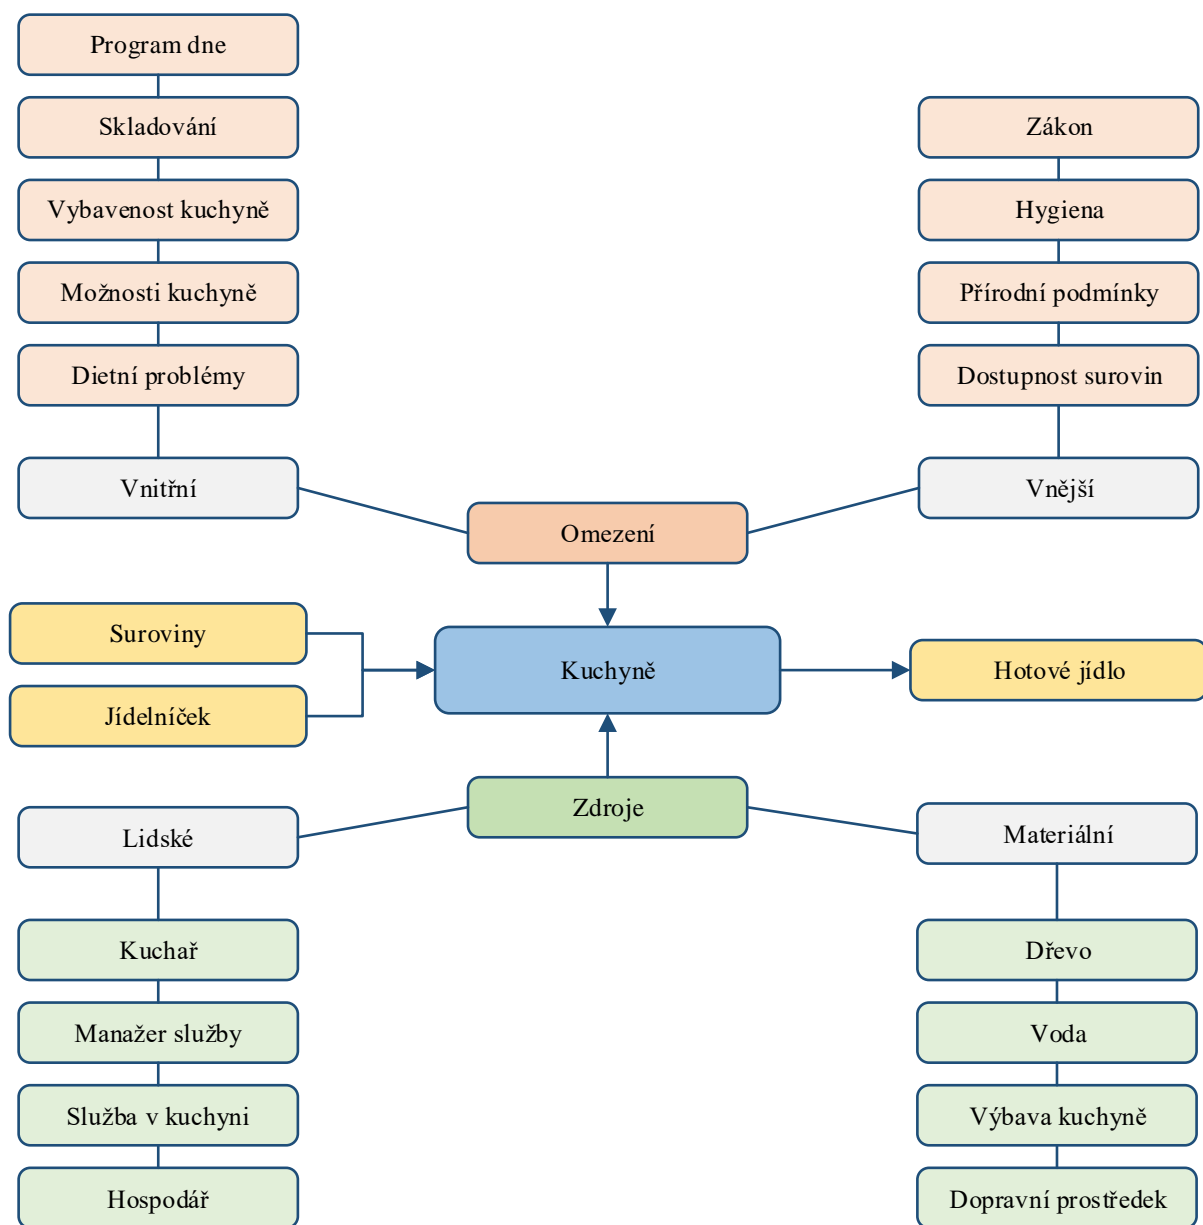 Program dne
Skladování
Zákon
Vybavenost kuchyně
Hygiena
Možnosti kuchyně
Přírodní podmínky
Dietní problémy
Dostupnost surovin
Vnitřní
Vnější
Omezení
Suroviny
Kuchyně
Hotové jídlo
Jídelníček
Zdroje
Lidské
Materiální
Kuchař
Dřevo
Manažer služby
Voda
Služba v kuchyni
Výbava kuchyně
Hospodář
Dopravní prostředek